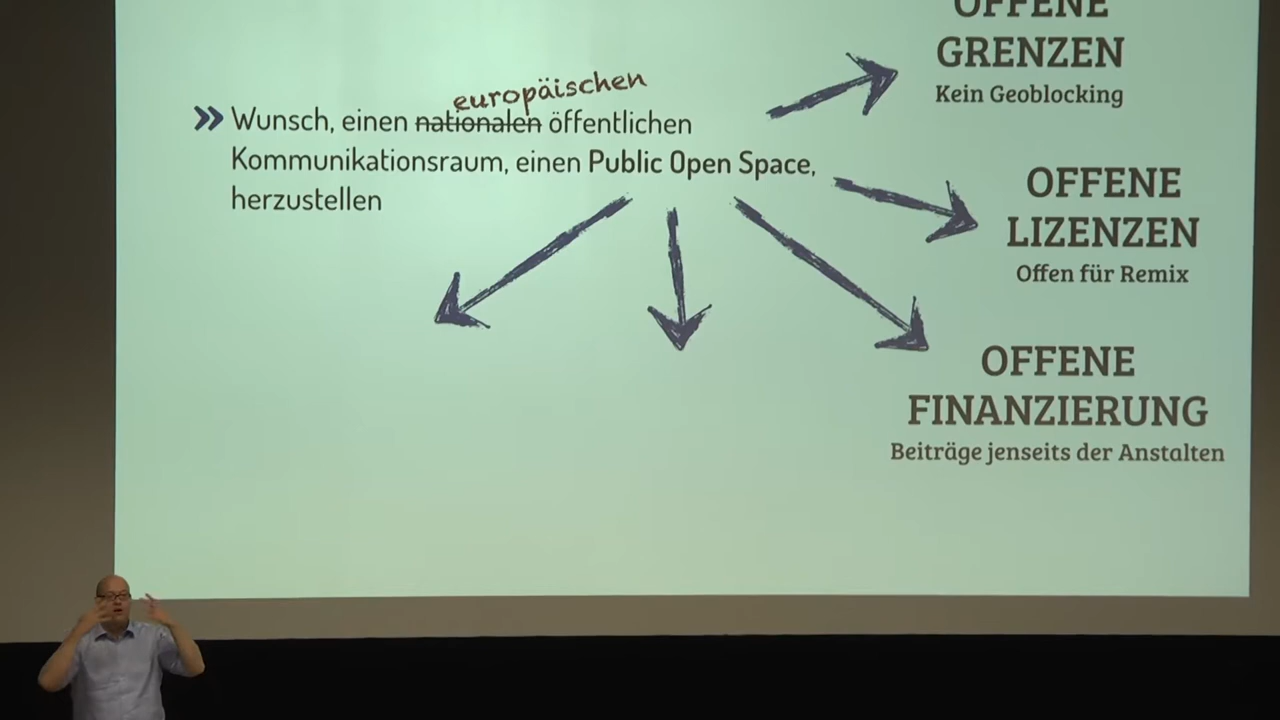 OFFENE
GRENZEN
Kein Geoblocking
europäischen
» Wunsch, einen nationalen öffentlichen
Kommunikationsraum, einen Public Open Space,
herzustellen
OFFENE
LIZENZEN
Offen für Remix
OFFENE
FINANZIERUNG
Beiträge jenseits der Anstalten